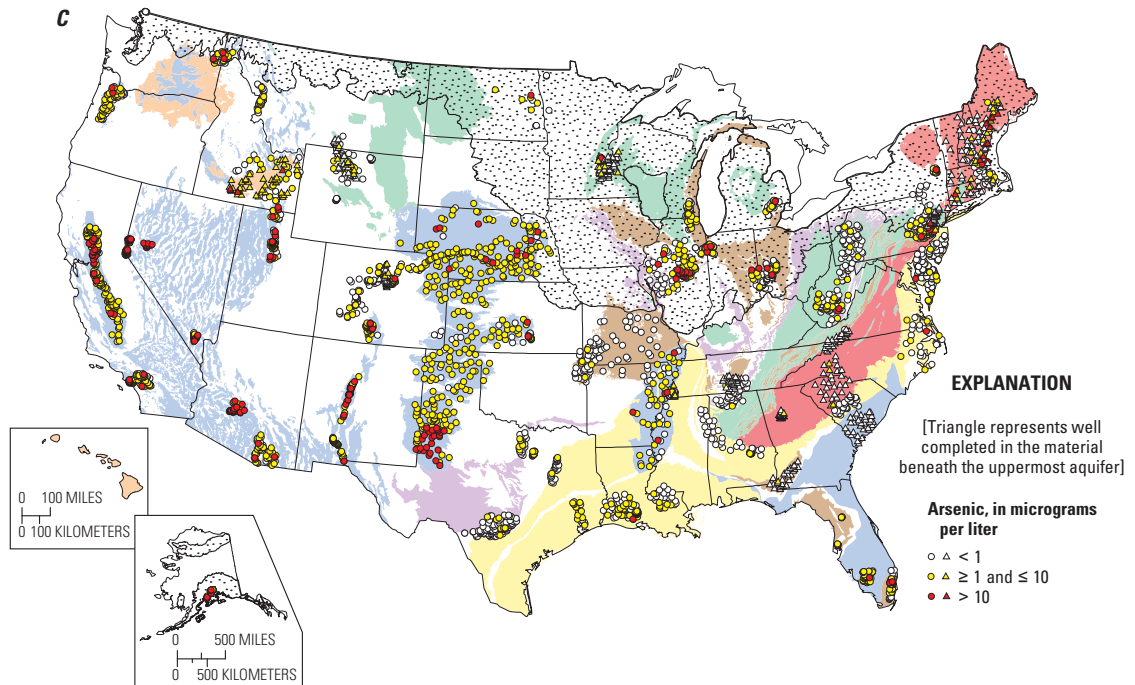 C
EXPLANATION
[Triangle represents well
completed in the material
beneath the uppermost aquifer]
Arsenic, in micrograms
per liter
< 1
≥ 1 and ≤ 10
> 10
0 100 MILES
0 100 KILOMETERS
0 500 MILES
0 500 KILOMETERS